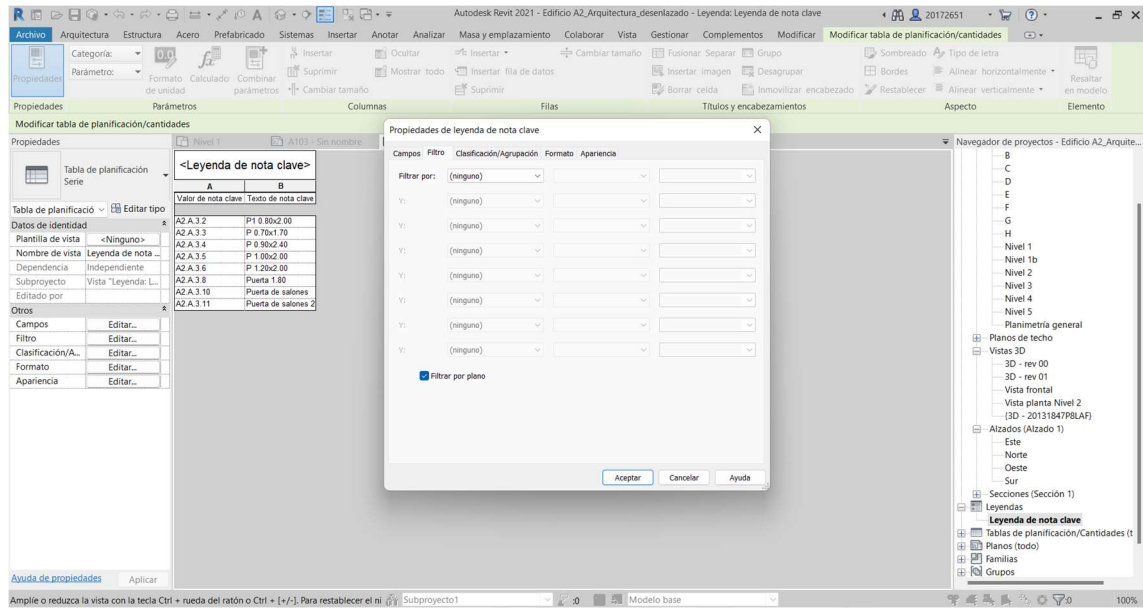 Autodesk Revit 2021 - Edificio A2_Arquitectura_desenlazado - Leyenda: Leyenda de nota clave
20172651
Archivo Arquitectura Estructura Acero Prefabricado Sistemas Insertar Anotar Analizar Masa y emplazamiento Colaborar Vista Gestionar Complementos Modificar Modificar tabla de planificación/cantidades
Propiedades
Categoría:
Parámetro:
Formato de unidad
Calculado
Combinar parámetros
Insertar
Suprimir
Cambiar tamaño
Ocultar
Mostrar todo
Insertar
Insertar fila de datos
Suprimir
Cambiar tamaño
Fusionar Separar
Insertar imagen
Borrar celda
Grupo
Desagrupar
Inmovilizar encabezado
Sombreado
Bordes
Restablecer
Tipo de letra
Alinear horizontalmente
Alinear verticalmente
Resaltar en modelo
Propiedades Parámetros Columnas Filas Títulos y encabezamientos Aspecto Elemento
Modificar tabla de planificación/cantidades
Propiedades
Tabla de planificación
Serie
Tabla de planificació Editar tipo
Datos de identidad
Plantilla de vista <Ninguno>
Nombre de vista Leyenda de nota ...
Dependencia Independiente
Subproyecto Vista "Leyenda: L...
Editado por
Otros
Campos Editar...
Filtro Editar...
Clasificación/A... Editar...
Formato Editar...
Apariencia Editar...
Ayuda de propiedades Aplicar
Nivel 1 A103 - Sin nombre
<Leyenda de nota clave>
A B
Valor de nota clave Texto de nota clave
A2.A.3.2 P1 0.80x2.00
A2.A.3.3 P 0.70x1.70
A2.A.3.4 P 0.90x2.40
A2.A.3.5 P 1.00x2.00
A2.A.3.6 P 1.20x2.00
A2.A.3.8 Puerta 1.80
A2.A.3.10 Puerta de salones
A2.A.3.11 Puerta de salones 2
Propiedades de leyenda de nota clave
Campos Filtro Clasificación/Agrupación Formato Apariencia
Filtrar por: (ninguno)
Y: (ninguno)
Y: (ninguno)
Y: (ninguno)
Y: (ninguno)
Y: (ninguno)
Y: (ninguno)
Y: (ninguno)
Filtrar por plano
Aceptar Cancelar Ayuda
Navegador de proyectos - Edificio A2_Arquite...
B
C
D
E
F
G
H
Nivel 1
Nivel 1b
Nivel 2
Nivel 3
Nivel 4
Nivel 5
Planimetría general
Planos de techo
Vistas 3D
3D - rev 00
3D - rev 01
Vista frontal
Vista planta Nivel 2
{3D - 20131847P8LAF}
Alzados (Alzado 1)
Este
Norte
Oeste
Sur
Secciones (Sección 1)
Leyendas
Leyenda de nota clave
Tablas de planificación/Cantidades (t
Planos (todo)
Familias
Grupos
Amplíe o reduzca la vista con la tecla Ctrl + rueda del ratón o Ctrl + [+/-]. Para restablecer el ni Subproyecto1 :0 Modelo base :0 100%